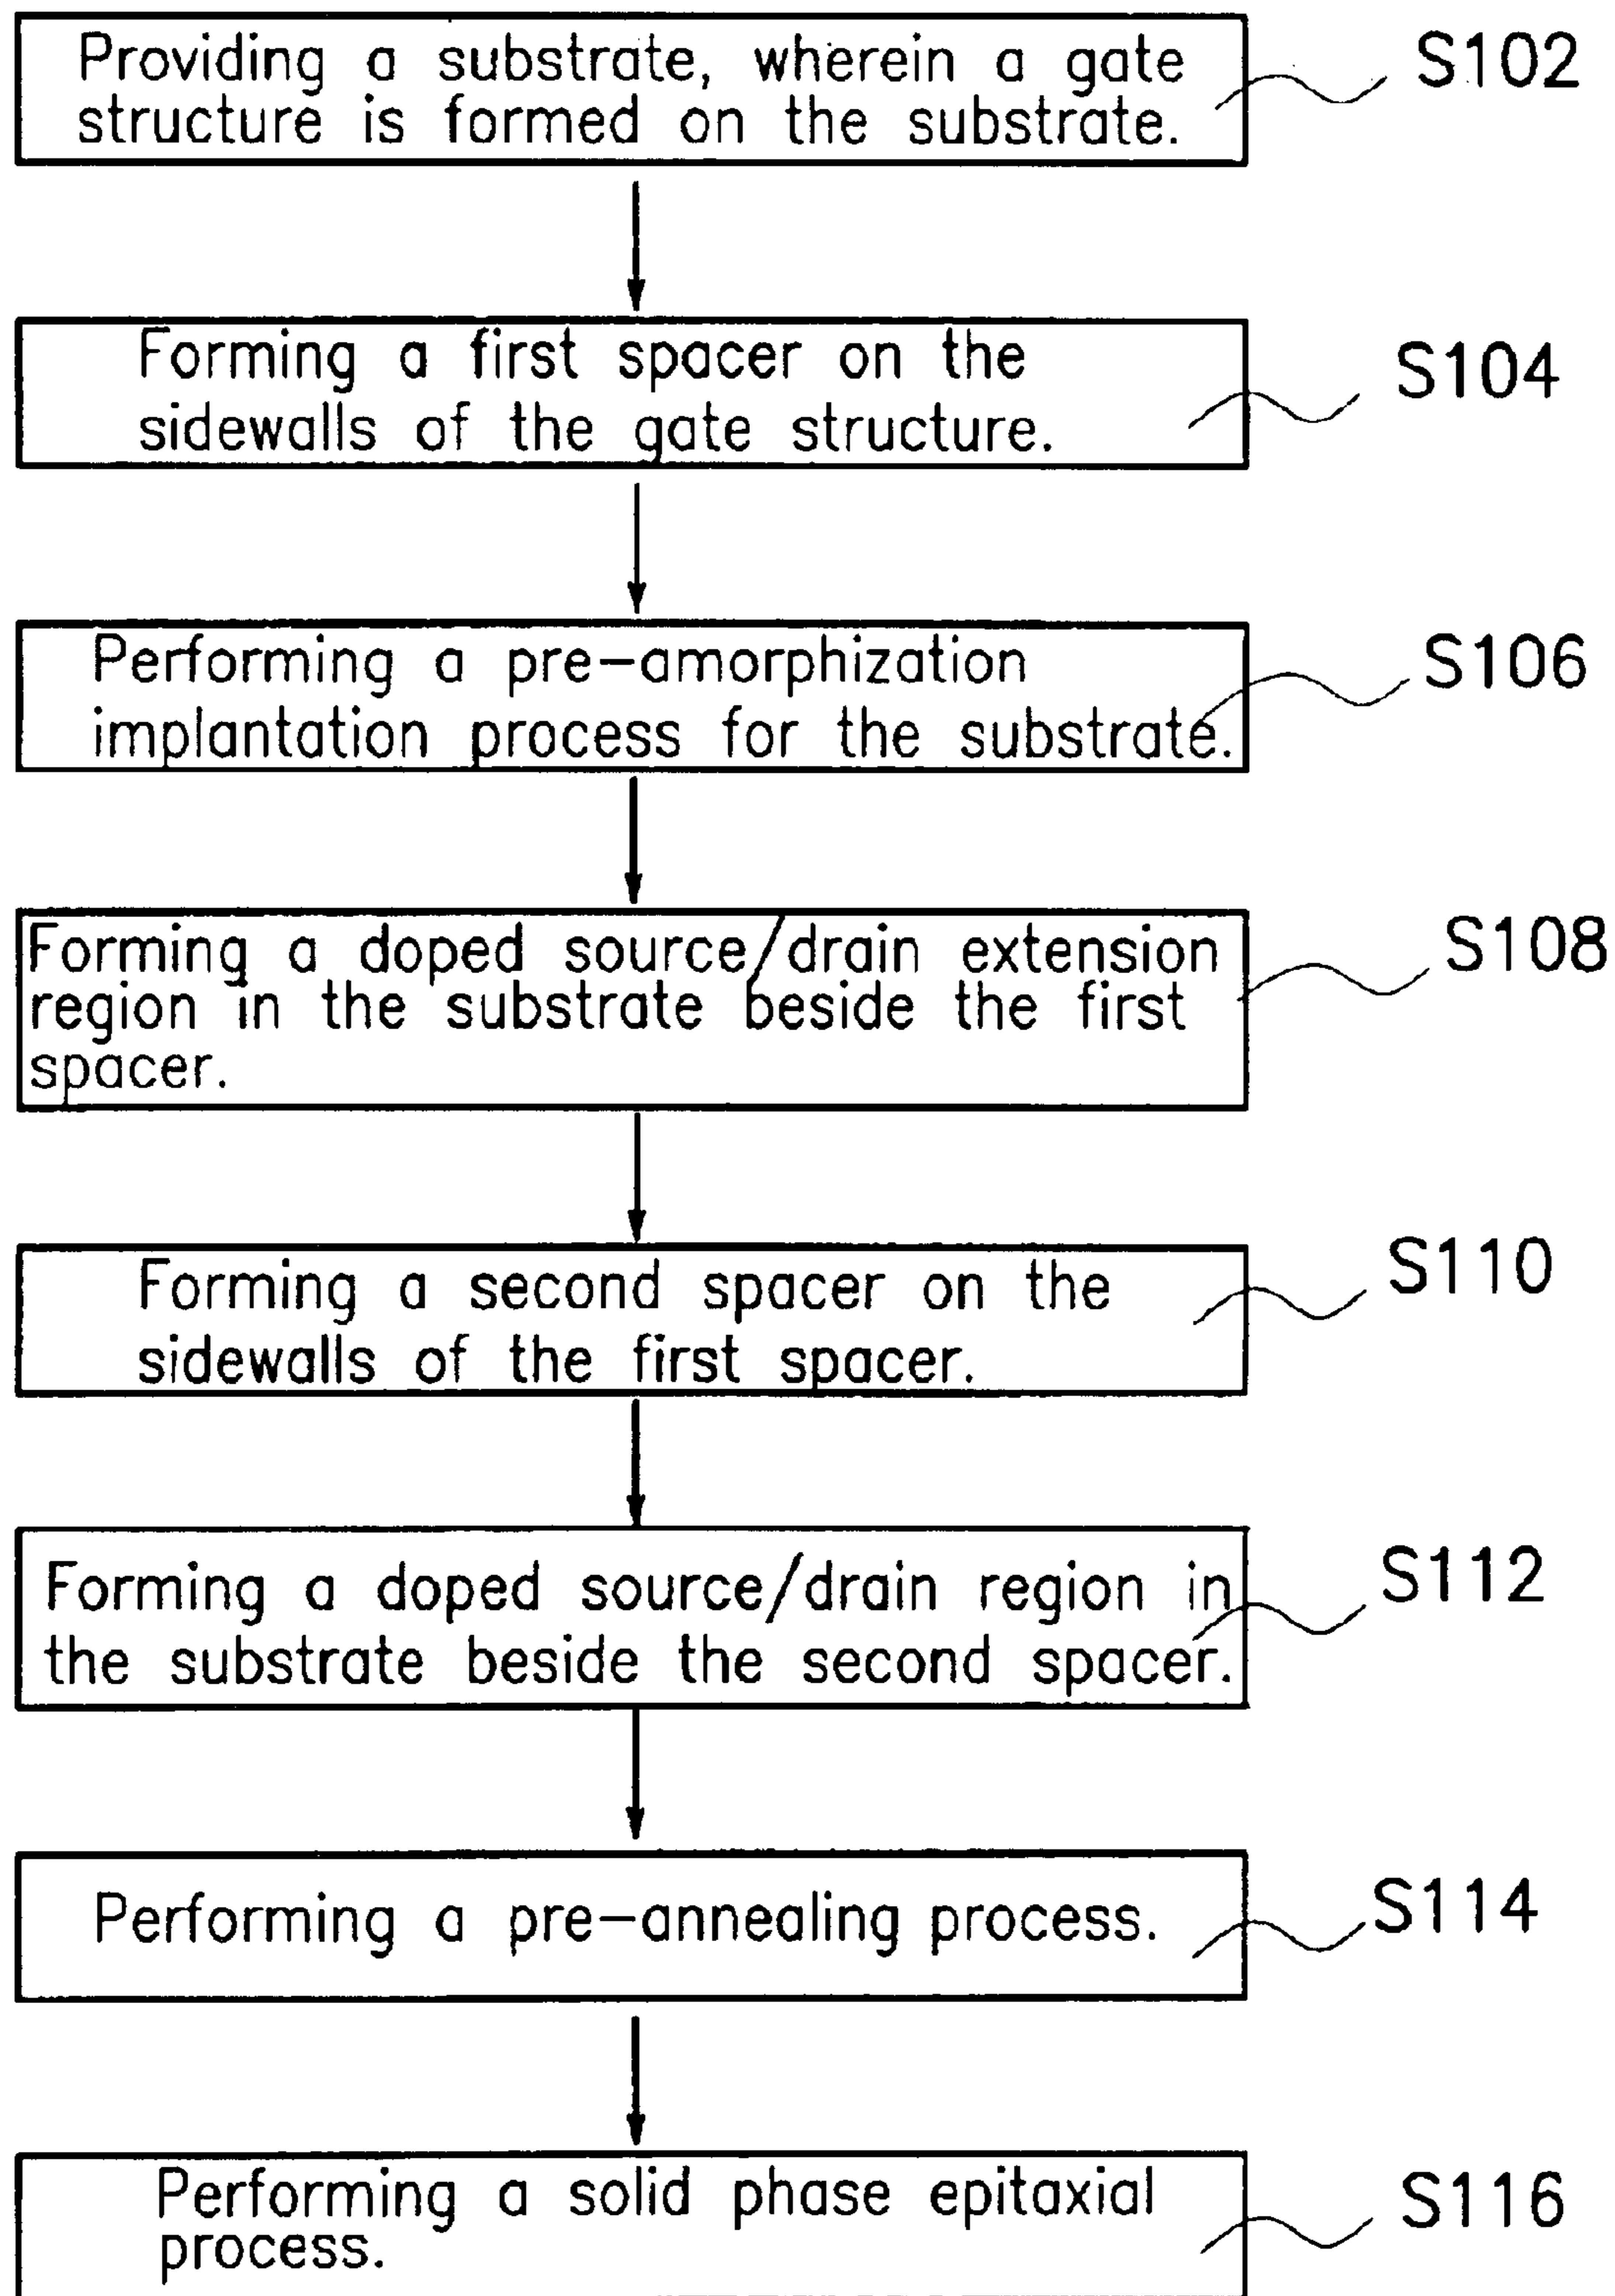 Providing a substrate, wherein a gate
structure is formed on the substrate.
S102
Forming a first spacer on the
sidewalls of the gate structure.
S104
Performing a pre-amorphization
implantation process for the substrate.
S106
Forming a doped source/drain extension
region in the substrate beside the first
spacer.
S108
Forming a second spacer on the
sidewalls of the first spacer.
S110
Forming a doped source/drain region in
the substrate beside the second spacer.
S112
Performing a pre-annealing process.
S114
Performing a solid phase epitaxial
process.
S116